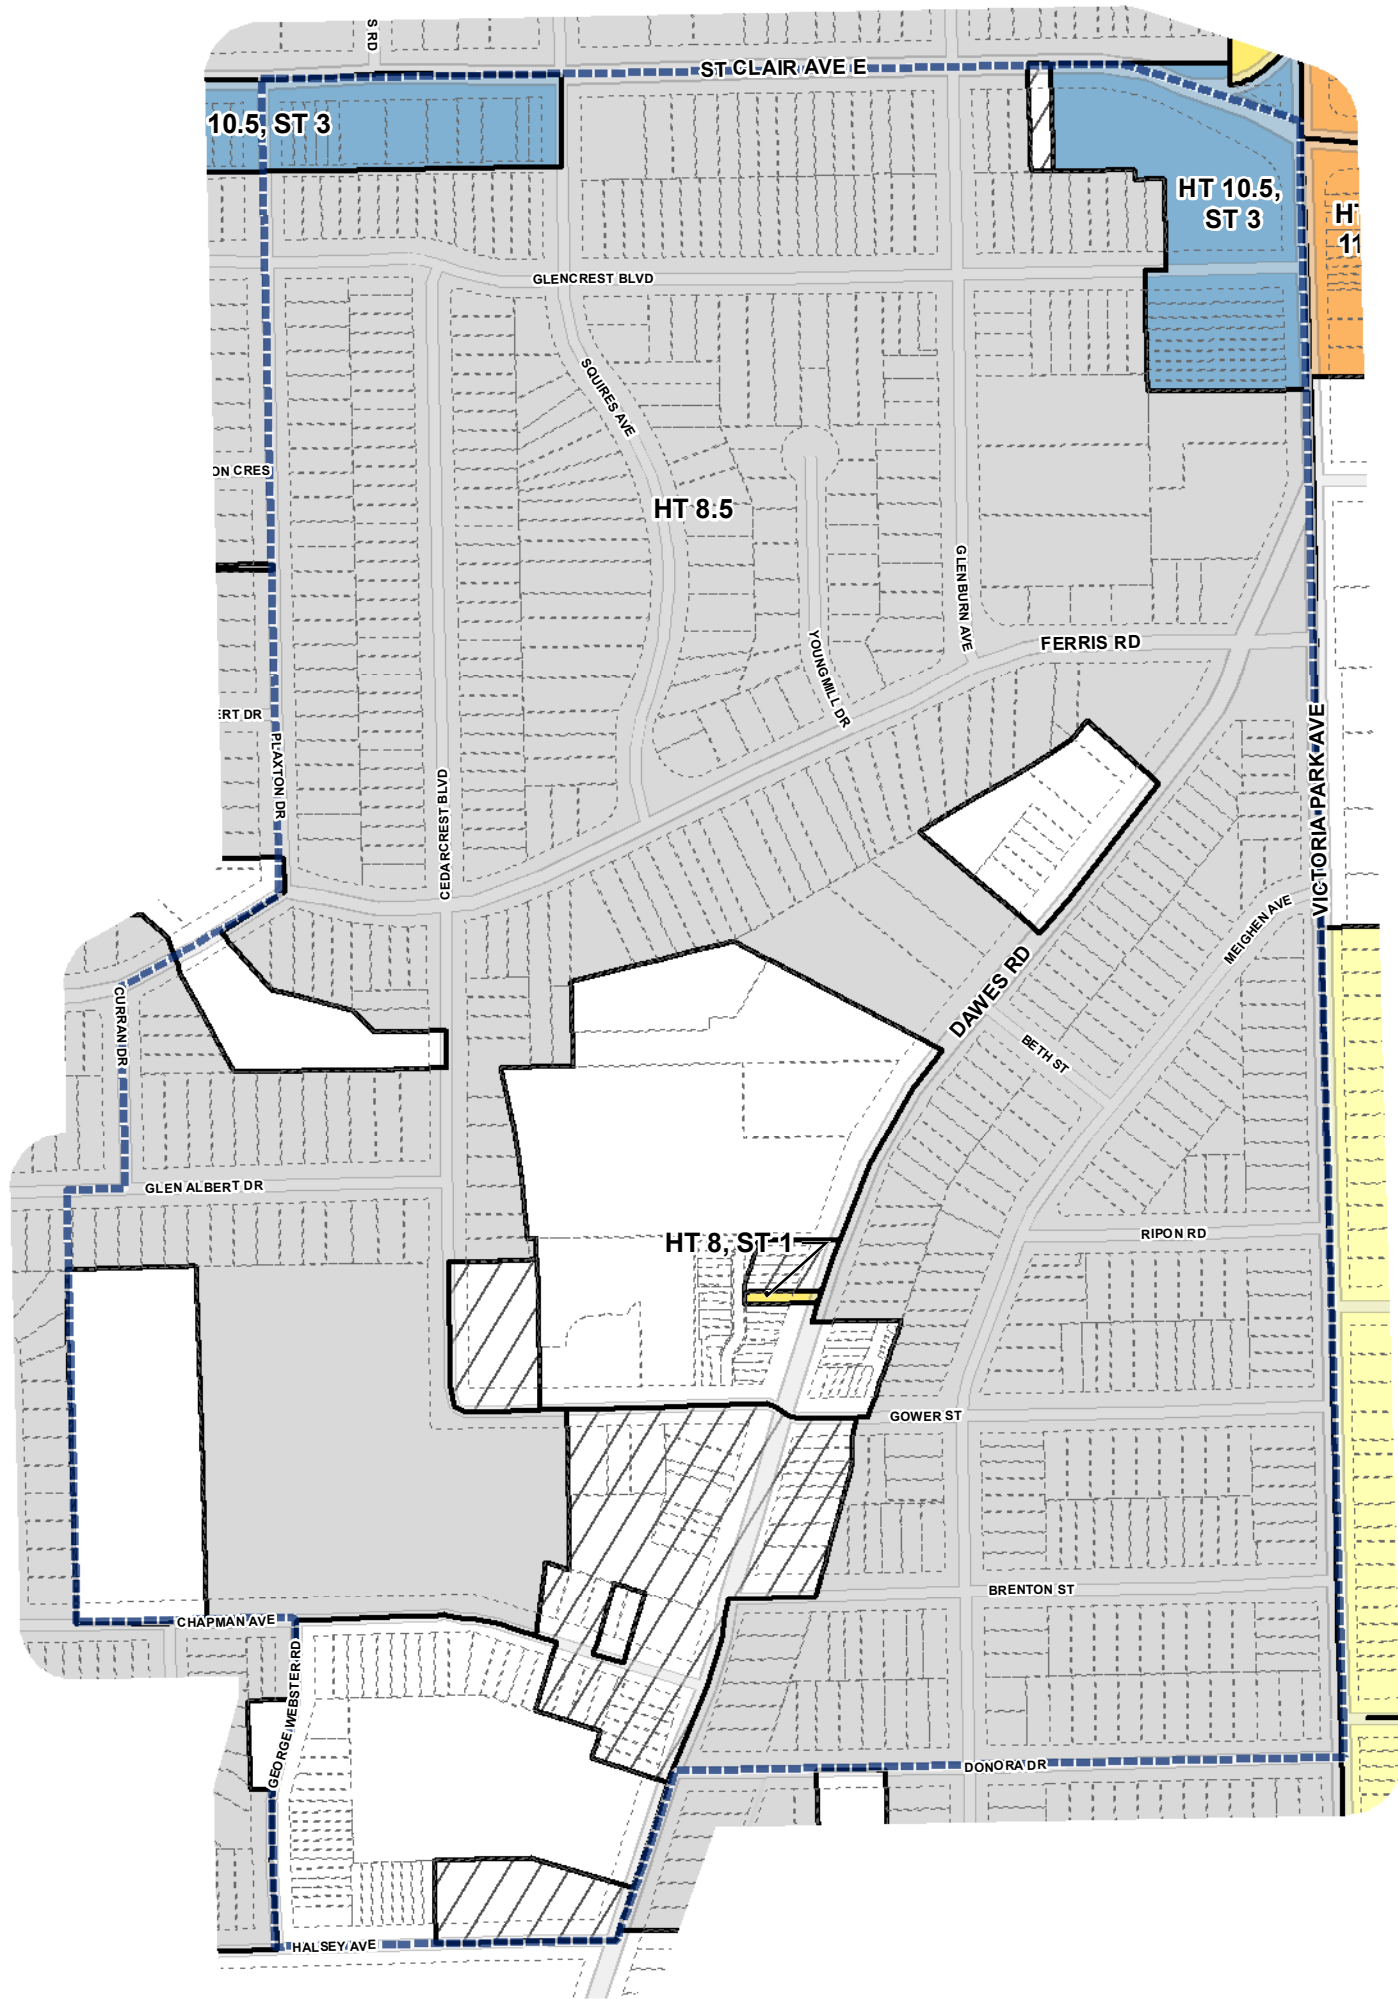 S RD
ST CLAIR AVE E
10.5, ST 3
HT 10.5,
ST 3
HT
11
GLENCREST BLVD
SQUIRES AVE
ON CRES
HT 8.5
GLENBURN AVE
FERRIS RD
YOUNGMILL DR
ERT DR
PLAXTON DR
CEDARCREST BLVD
VICTORIA PARK AVE
MEIGHEN AVE
DAWES RD
CURRAN DR
BETH ST
GLEN ALBERT DR
RIPON RD
HT 8, ST 1
GOWER ST
BRENTON ST
CHAPMAN AVE
GEORGE WEBSTER RD
DONORA DR
HALSEY AVE